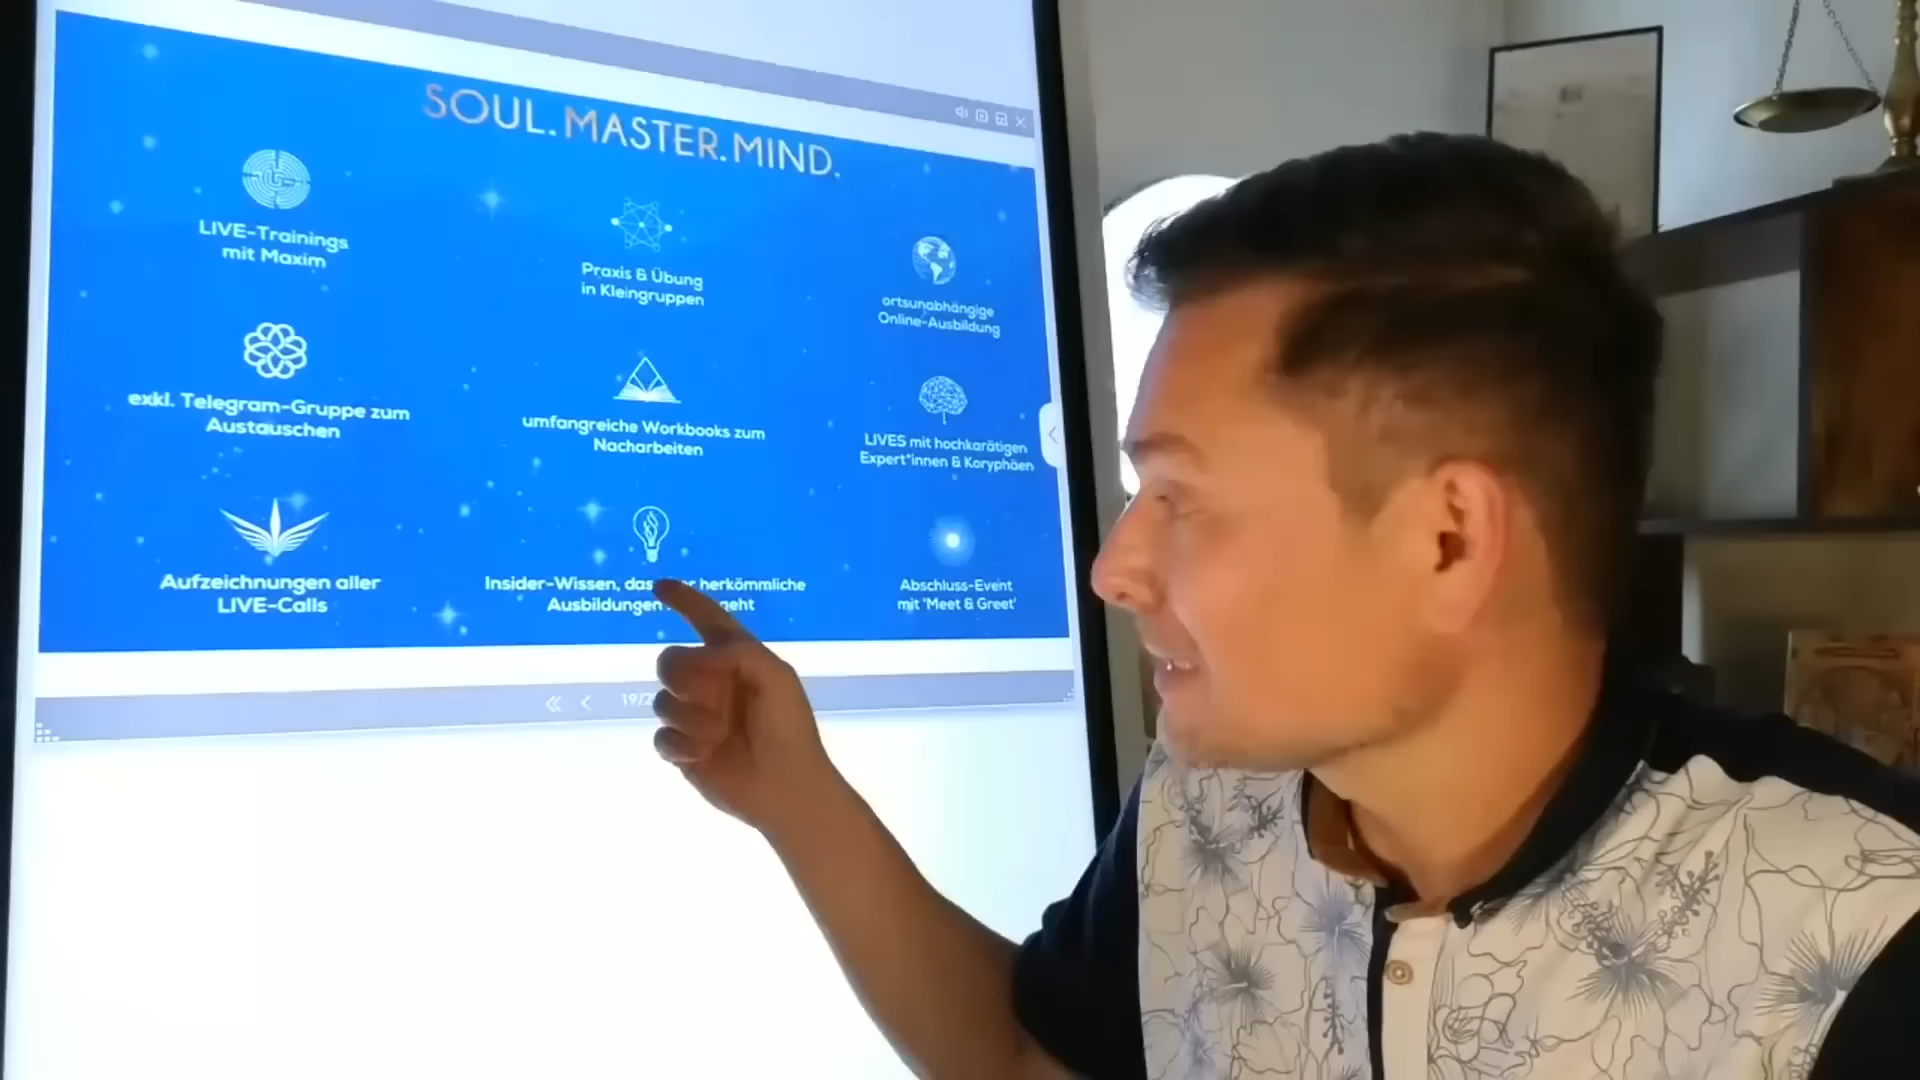 SOUL.MASTER.MIND.
LIVE-Trainings
mit Maxim
Praxis & Übung
in Kleingruppen
ortsunabhängige
Online-Ausbildung
exkl. Telegram-Gruppe zum
Austauschen
umfangreiche Workbooks zum
Nacharbeiten
LIVES mit hochkarätigen
Expert*innen & Koryphäen
Aufzeichnungen aller
LIVE-Calls
Insider-Wissen, herkömmliche
Ausbildungen
Abschluss-Event
mit 'Meet & Greet'